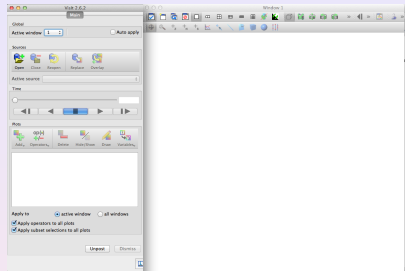 VisIt 2.6.2
Window 1
Main
Global
Active window 1
Auto apply
Sources
Open Close Reopen Replace Overlap
Active source
Time
Plots
Add Operators Delete Hide/Show Draw Variables
Apply to active window all windows
Apply operators to all plots
Apply subset selections to all plots
Unpost Dismiss